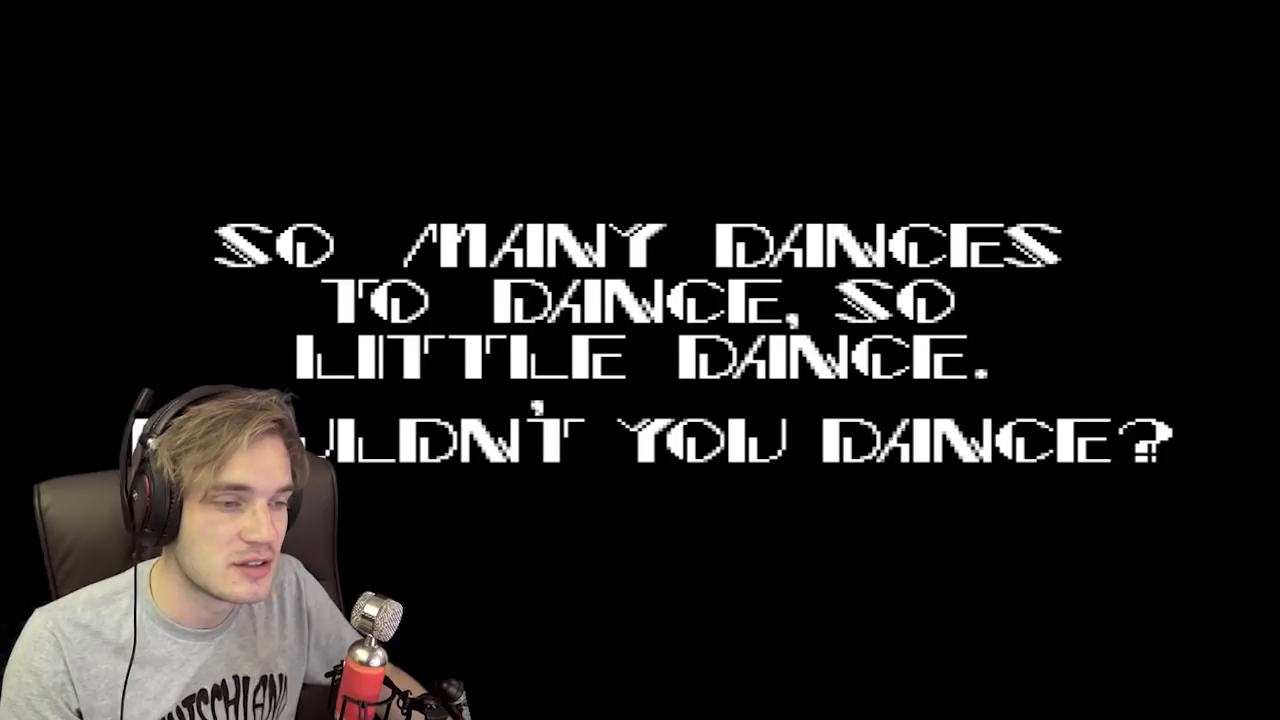 SO MANY DANCES
TO DANCE, SO
LITTLE DANCE.
YOU DANCE?